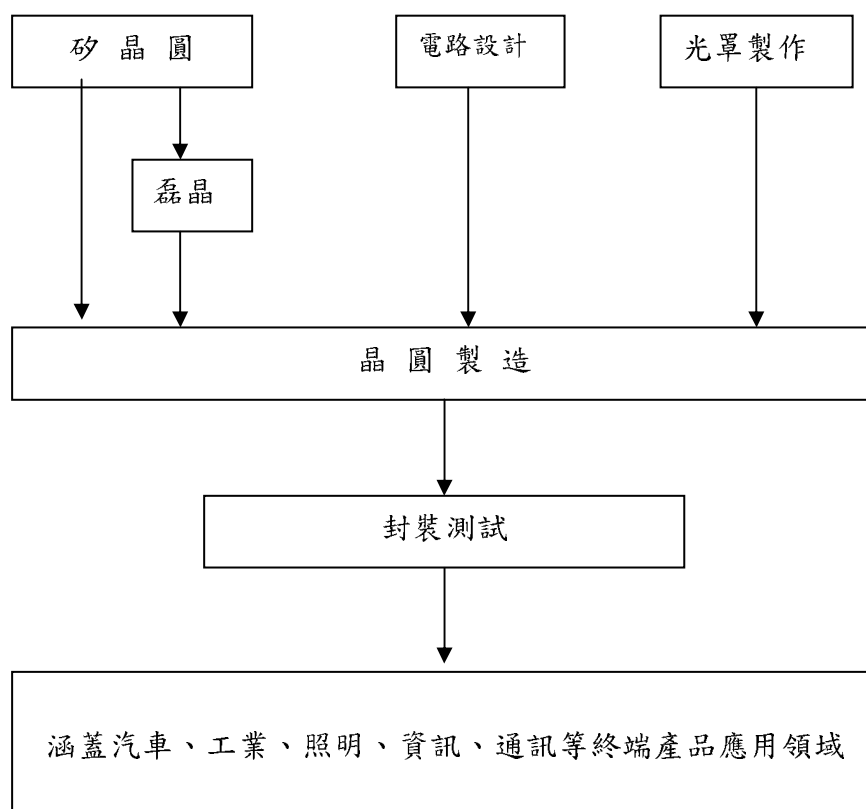 矽晶圓
電路設計
光罩製作
磊晶
晶圓製造
封裝測試
涵蓋汽車、工業、照明、資訊、通訊等終端產品應用領域